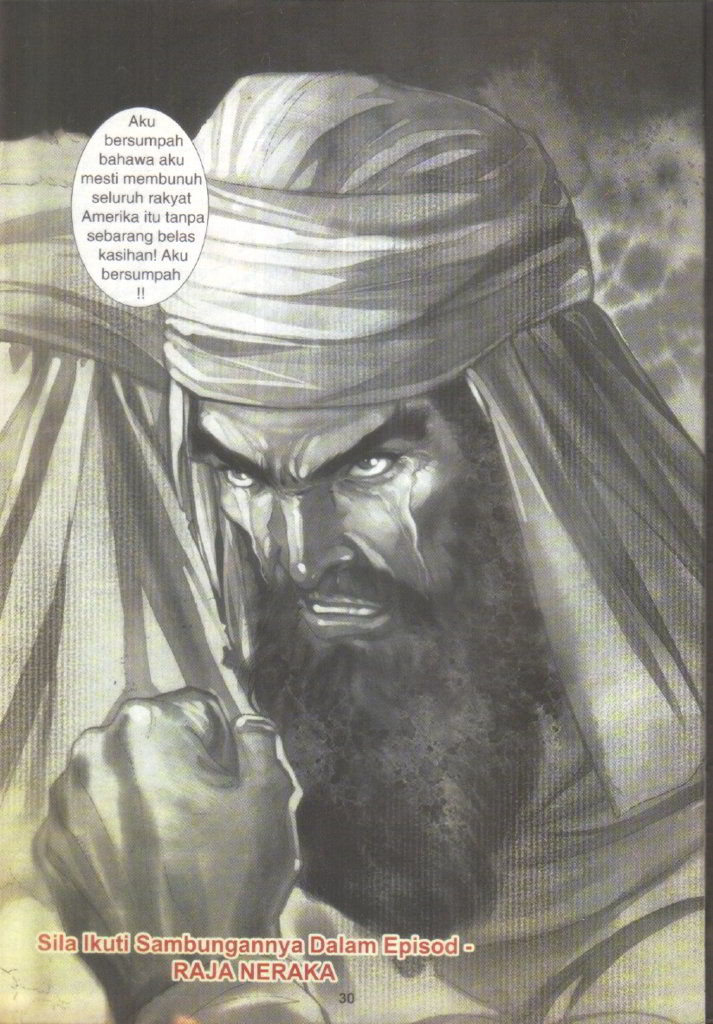 Aku
bersumpah
bahawa aku
mesti membunuh
seluruh rakyat
Amerika itu tanpa
sebarang belas
kasihan! Aku
bersumpah
!!
Sila Ikuti Sambungannya Dalam Episod -
RAJA NERAKA
30